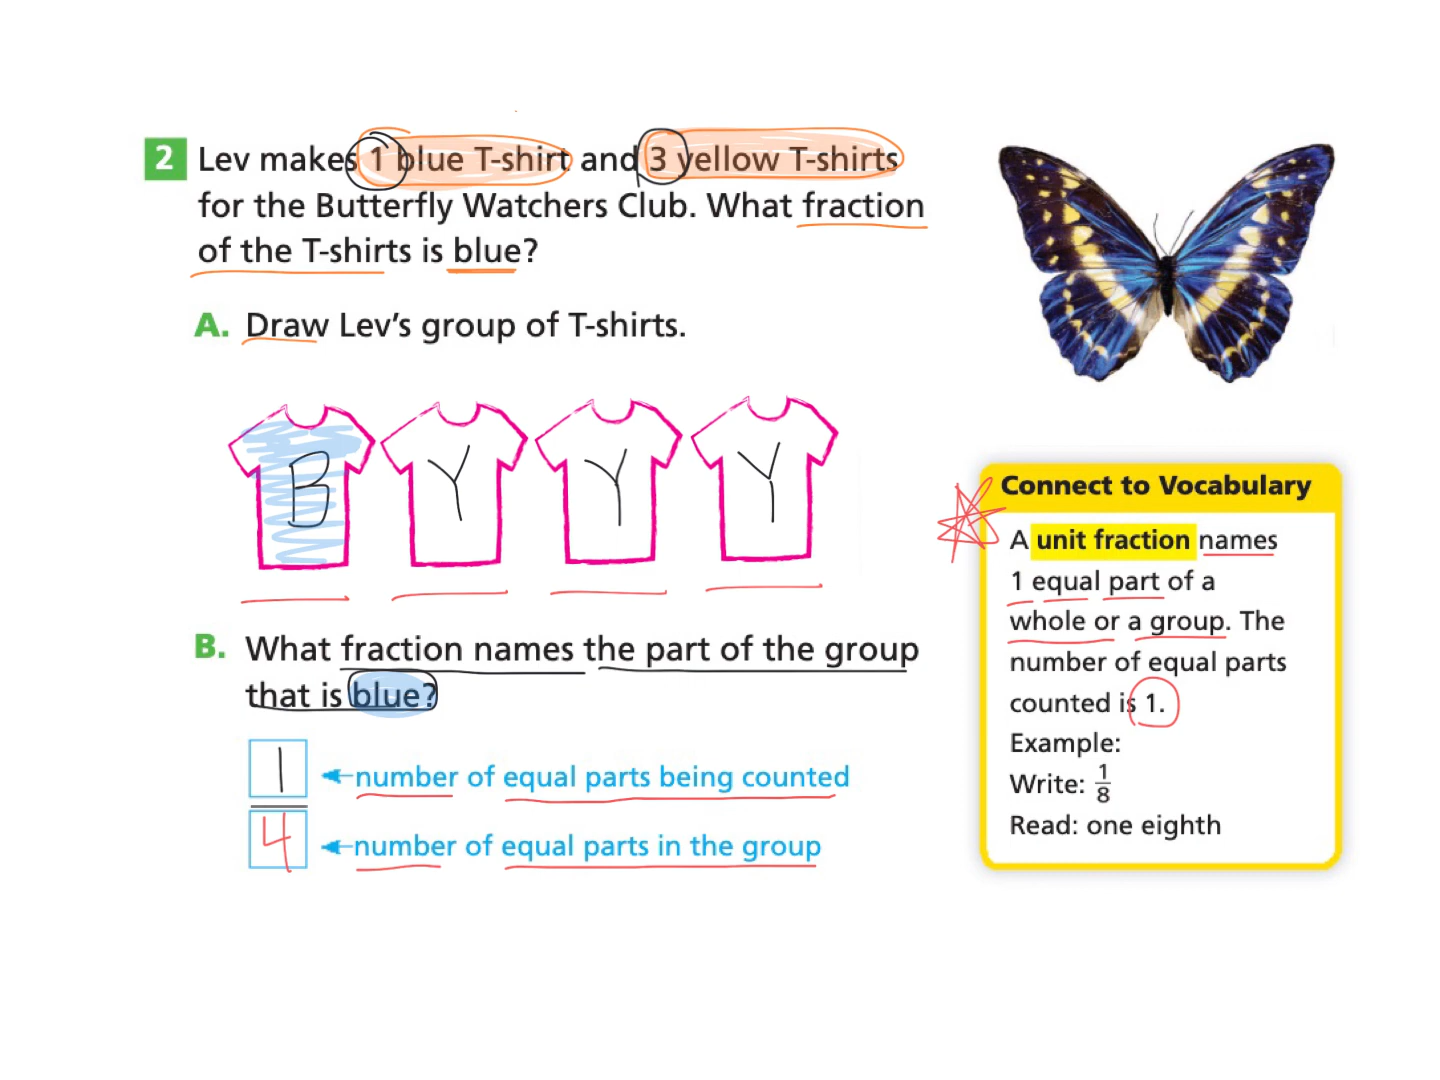 2 Lev makes 1 blue T-shirt and 3 yellow T-shirts
for the Butterfly Watchers Club. What fraction
of the T-shirts is blue?
A. Draw Lev's group of T-shirts.
B Y Y Y
B. What fraction names the part of the group
that is blue?
1 number of equal parts being counted
4 number of equal parts in the group
Connect to Vocabulary
A unit fraction names
1 equal part of a
whole or a group. The
number of equal parts
counted is 1.
Example:
Write: 1/8
Read: one eighth